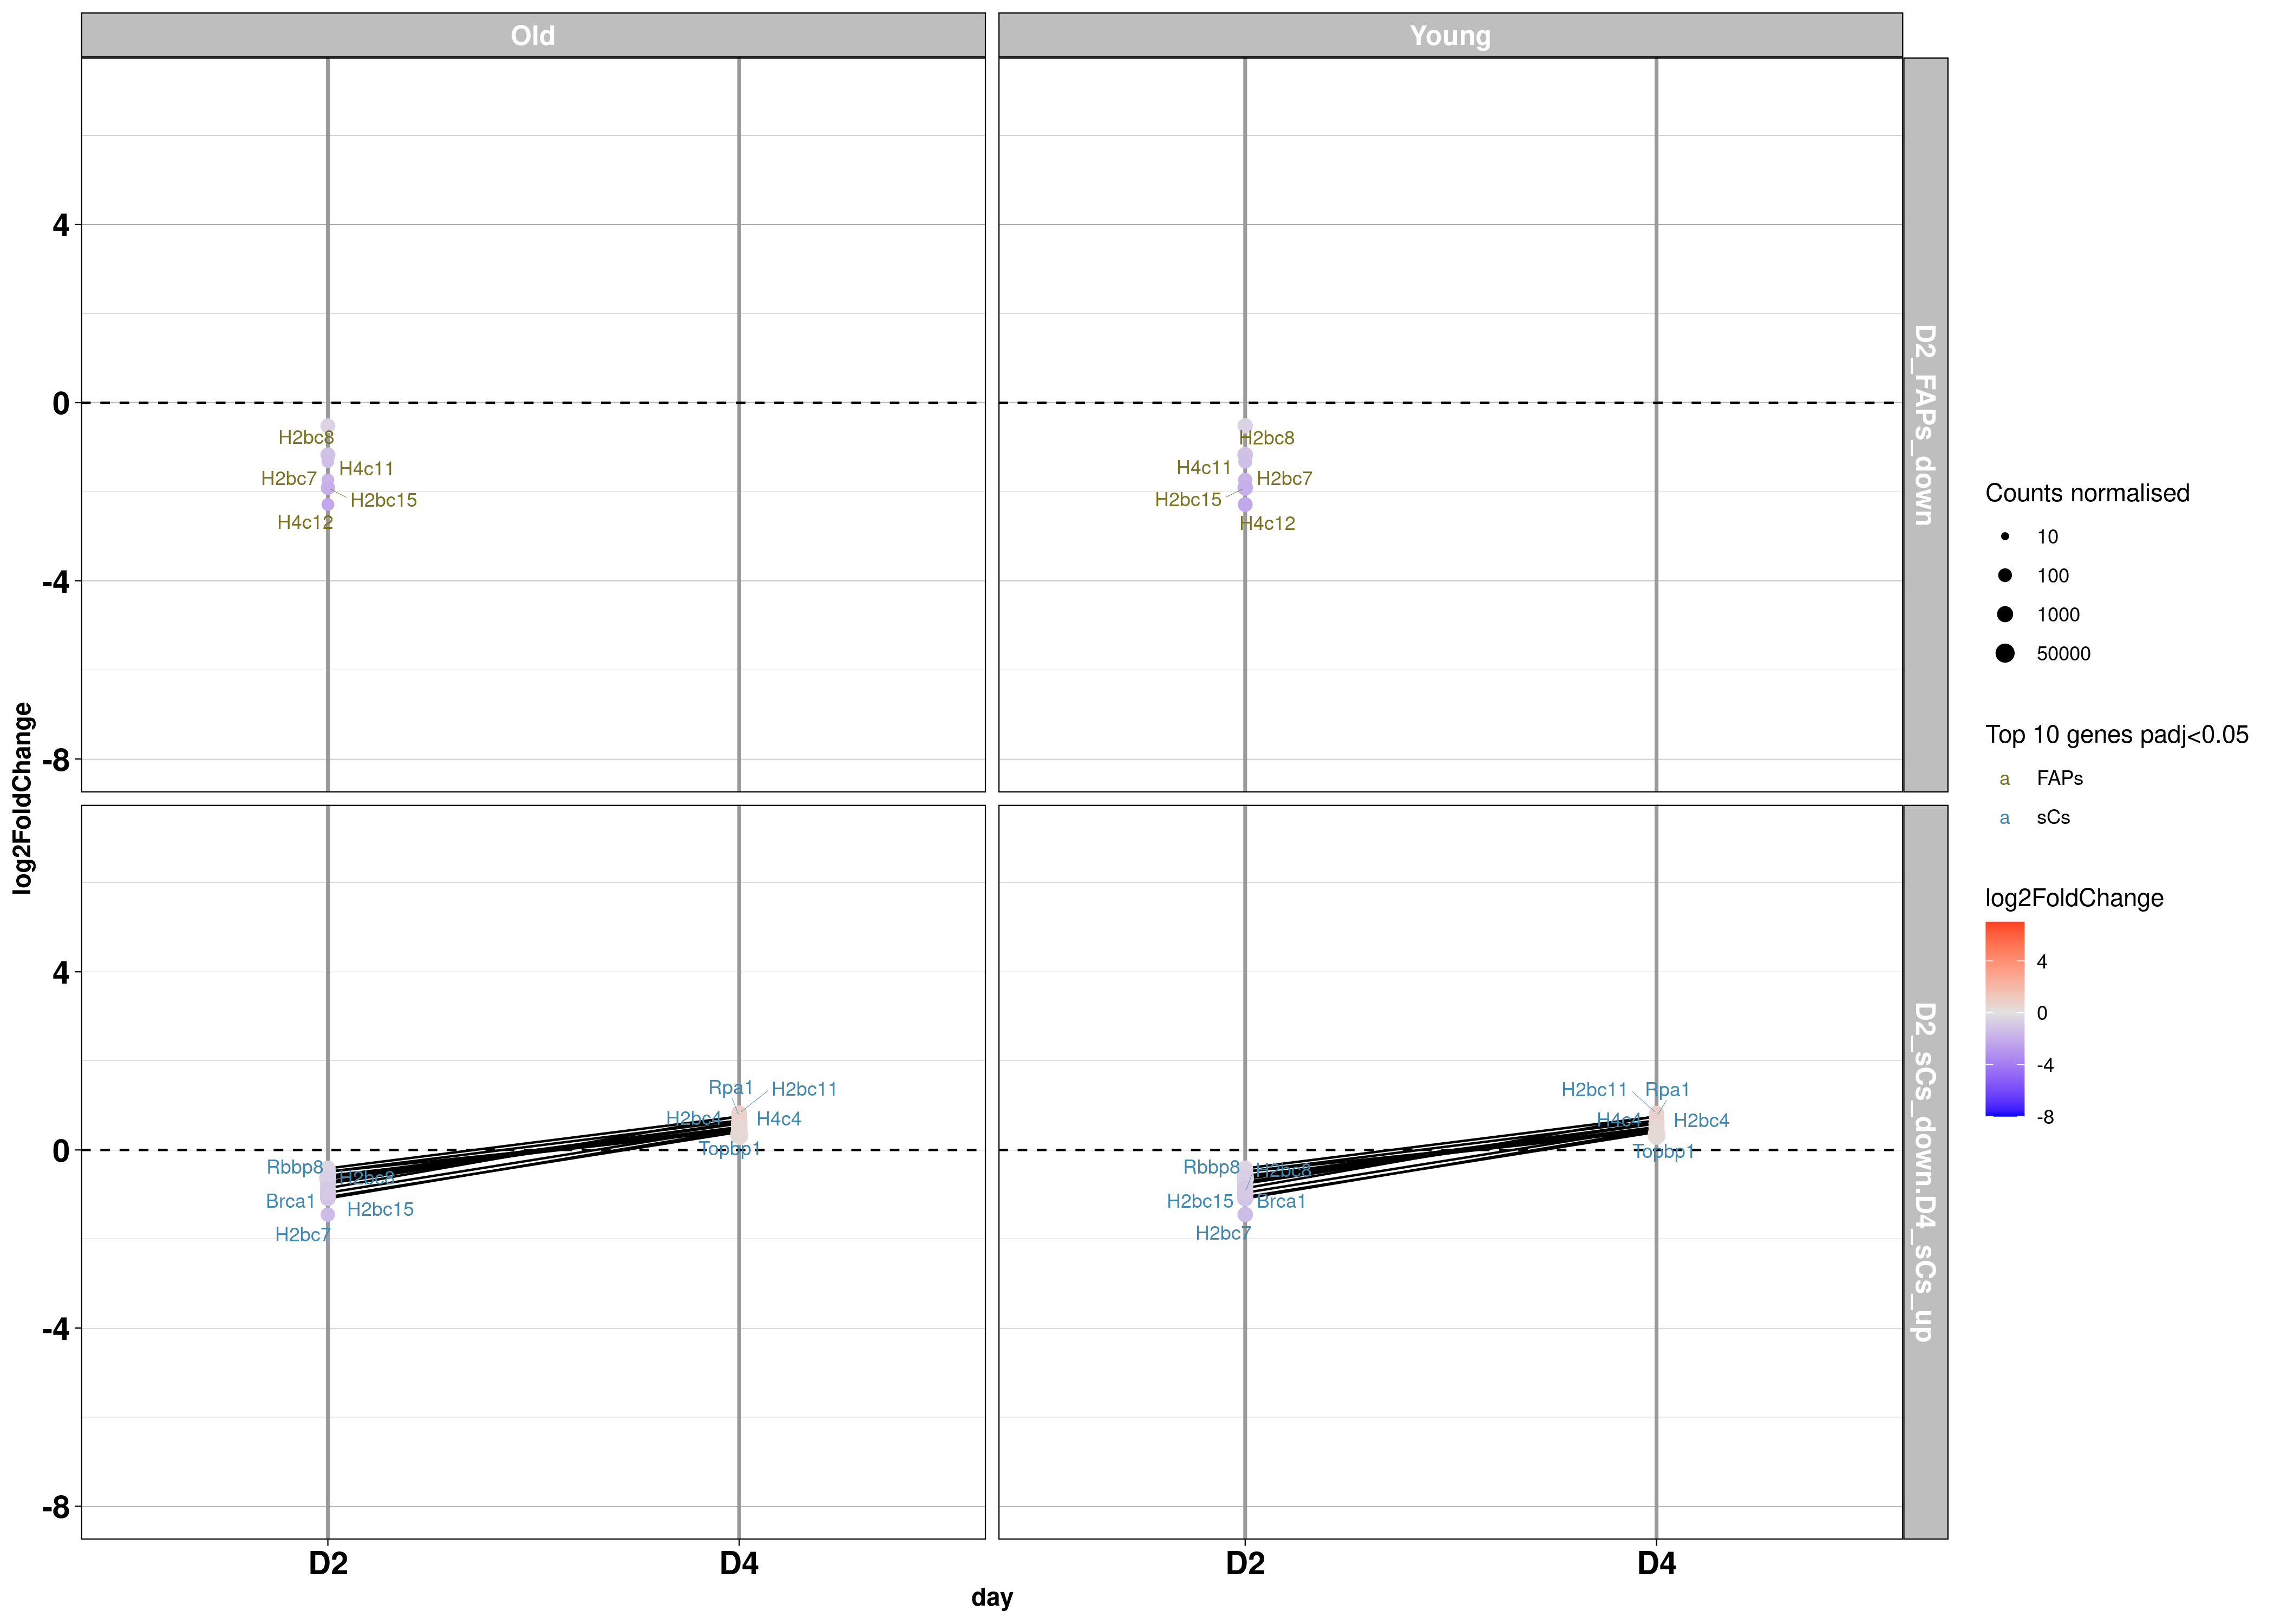 Old
Young
4
0
-4
-8
H2bc8
H4c11
H2bc7
H2bc15
H4c12
H2bc8
H4c11
H2bc7
H2bc15
H4c12
D2_FAPs_down
log2FoldChange
4
0
-4
-8
Rpa1
H2bc11
H2bc4
H4c4
Topbp1
Rbbp8
H2bc8
Brca1
H2bc15
H2bc7
H2bc11
Rpa1
H4c4
H2bc4
Topbp1
Rbbp8
H2bc8
H2bc15
Brca1
H2bc7
D2_sCs_down.D4_sCs_up
D2
D4
D2
D4
day
Counts normalised
10
100
1000
50000
Top 10 genes padj<0.05
a FAPs
a sCs
log2FoldChange
4
0
-4
-8